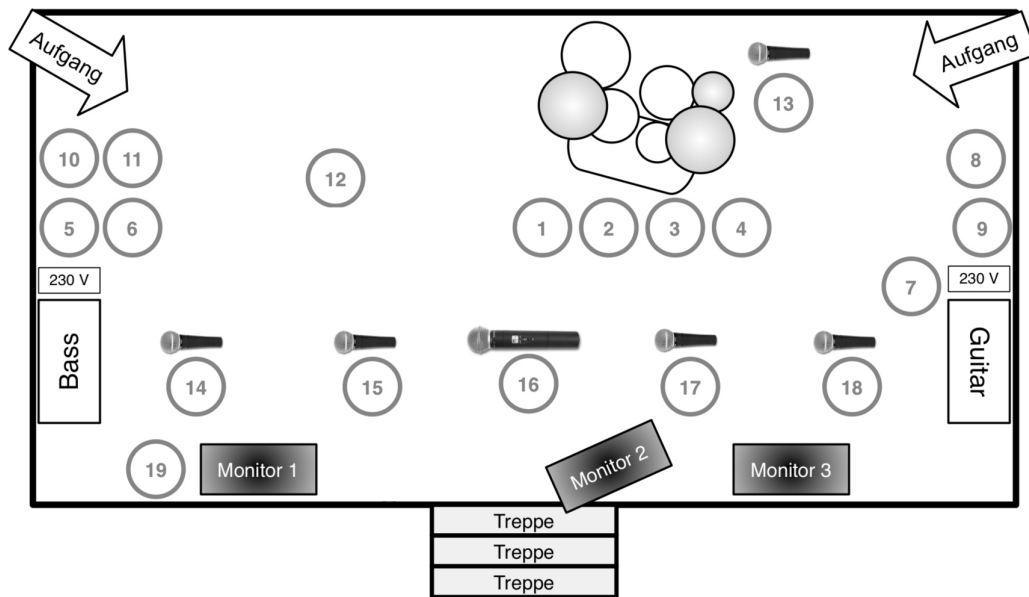 Aufgang
Aufgang
13
10
11
12
8
5
6
1
2
3
4
9
7
230 V
230 V
Bass
Guitar
14
15
16
17
18
19
Monitor 1
Monitor 2
Monitor 3
Treppe
Treppe
Treppe